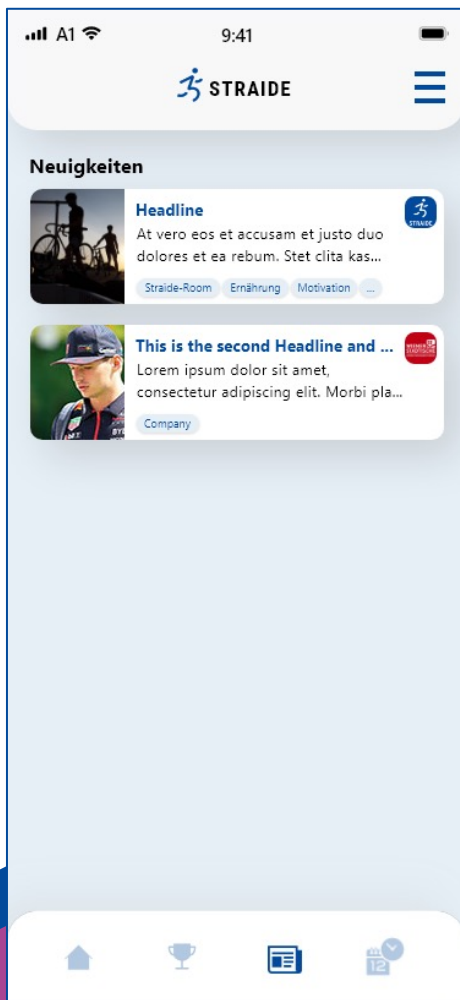 A1
9:41
STRAIDE
Neuigkeiten
Headline
At vero eos et accusam et justo duo
dolores et ea rebum. Stet clita kas...
STRAIDE
Straide-Room Ernährung Motivation ...
This is the second Headline and ...
Lorem ipsum dolor sit amet,
consectetur adipiscing elit. Morbi pla...
Company
12